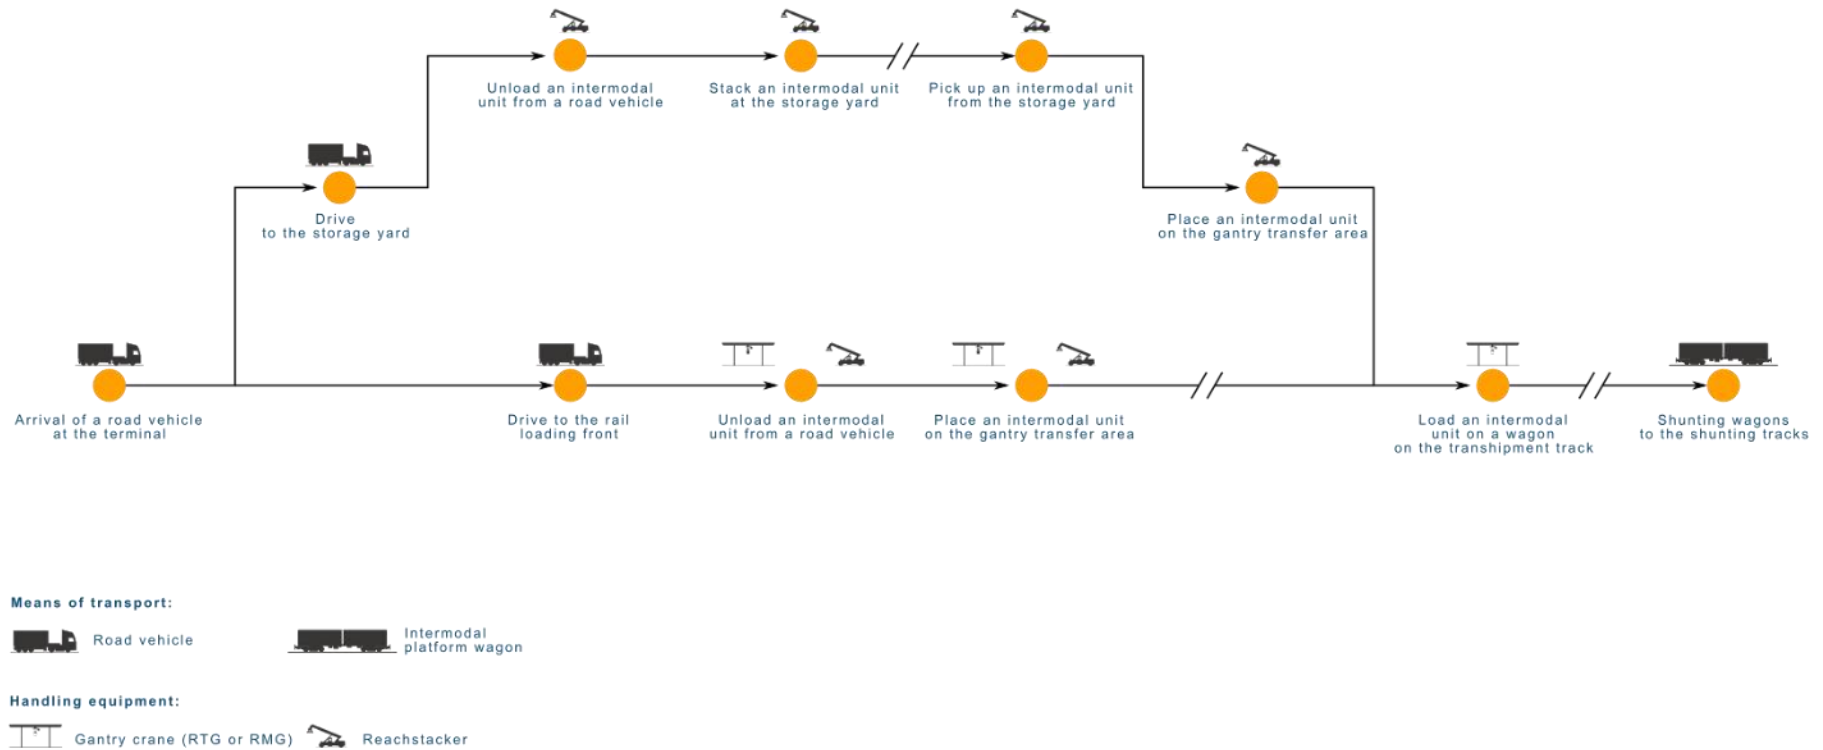 Unload an intermodal
unit from a road vehicle
Stack an intermodal unit
at the storage yard
Pick up an intermodal unit
from the storage yard
Drive
to the storage yard
Place an intermodal unit
on the gantry transfer area
Arrival of a road vehicle
at the terminal
Drive to the rail
loading front
Unload an intermodal
unit from a road vehicle
Place an intermodal unit
on the gantry transfer area
Load an intermodal
unit on a wagon
on the transhipment track
Shunting wagons
to the shunting tracks
Means of transport:
Road vehicle
Intermodal
platform wagon
Handling equipment:
Gantry crane (RTG or RMG)
Reachstacker